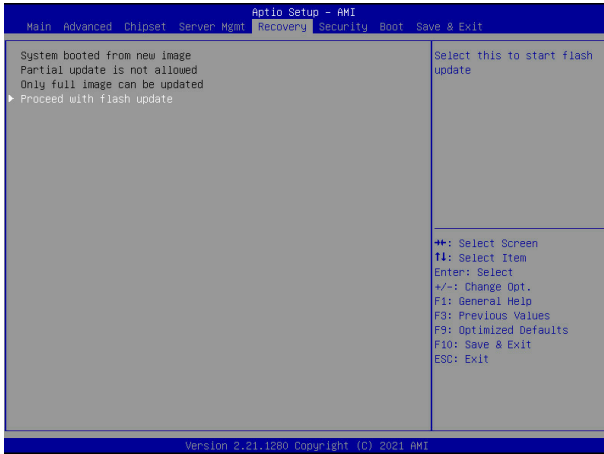 Aptio Setup - AMI
Main Advanced Chipset Server Mgmt Recovery Security Boot Save & Exit
System booted from new image
Partial update is not allowed
Only full image can be updated
Proceed with flash update
Select this to start flash
update
→←: Select Screen
↑↓: Select Item
Enter: Select
+/-: Change Opt.
F1: General Help
F3: Previous Values
F9: Optimized Defaults
F10: Save & Exit
ESC: Exit
Version 2.21.1280 Copyright (C) 2021 AMI